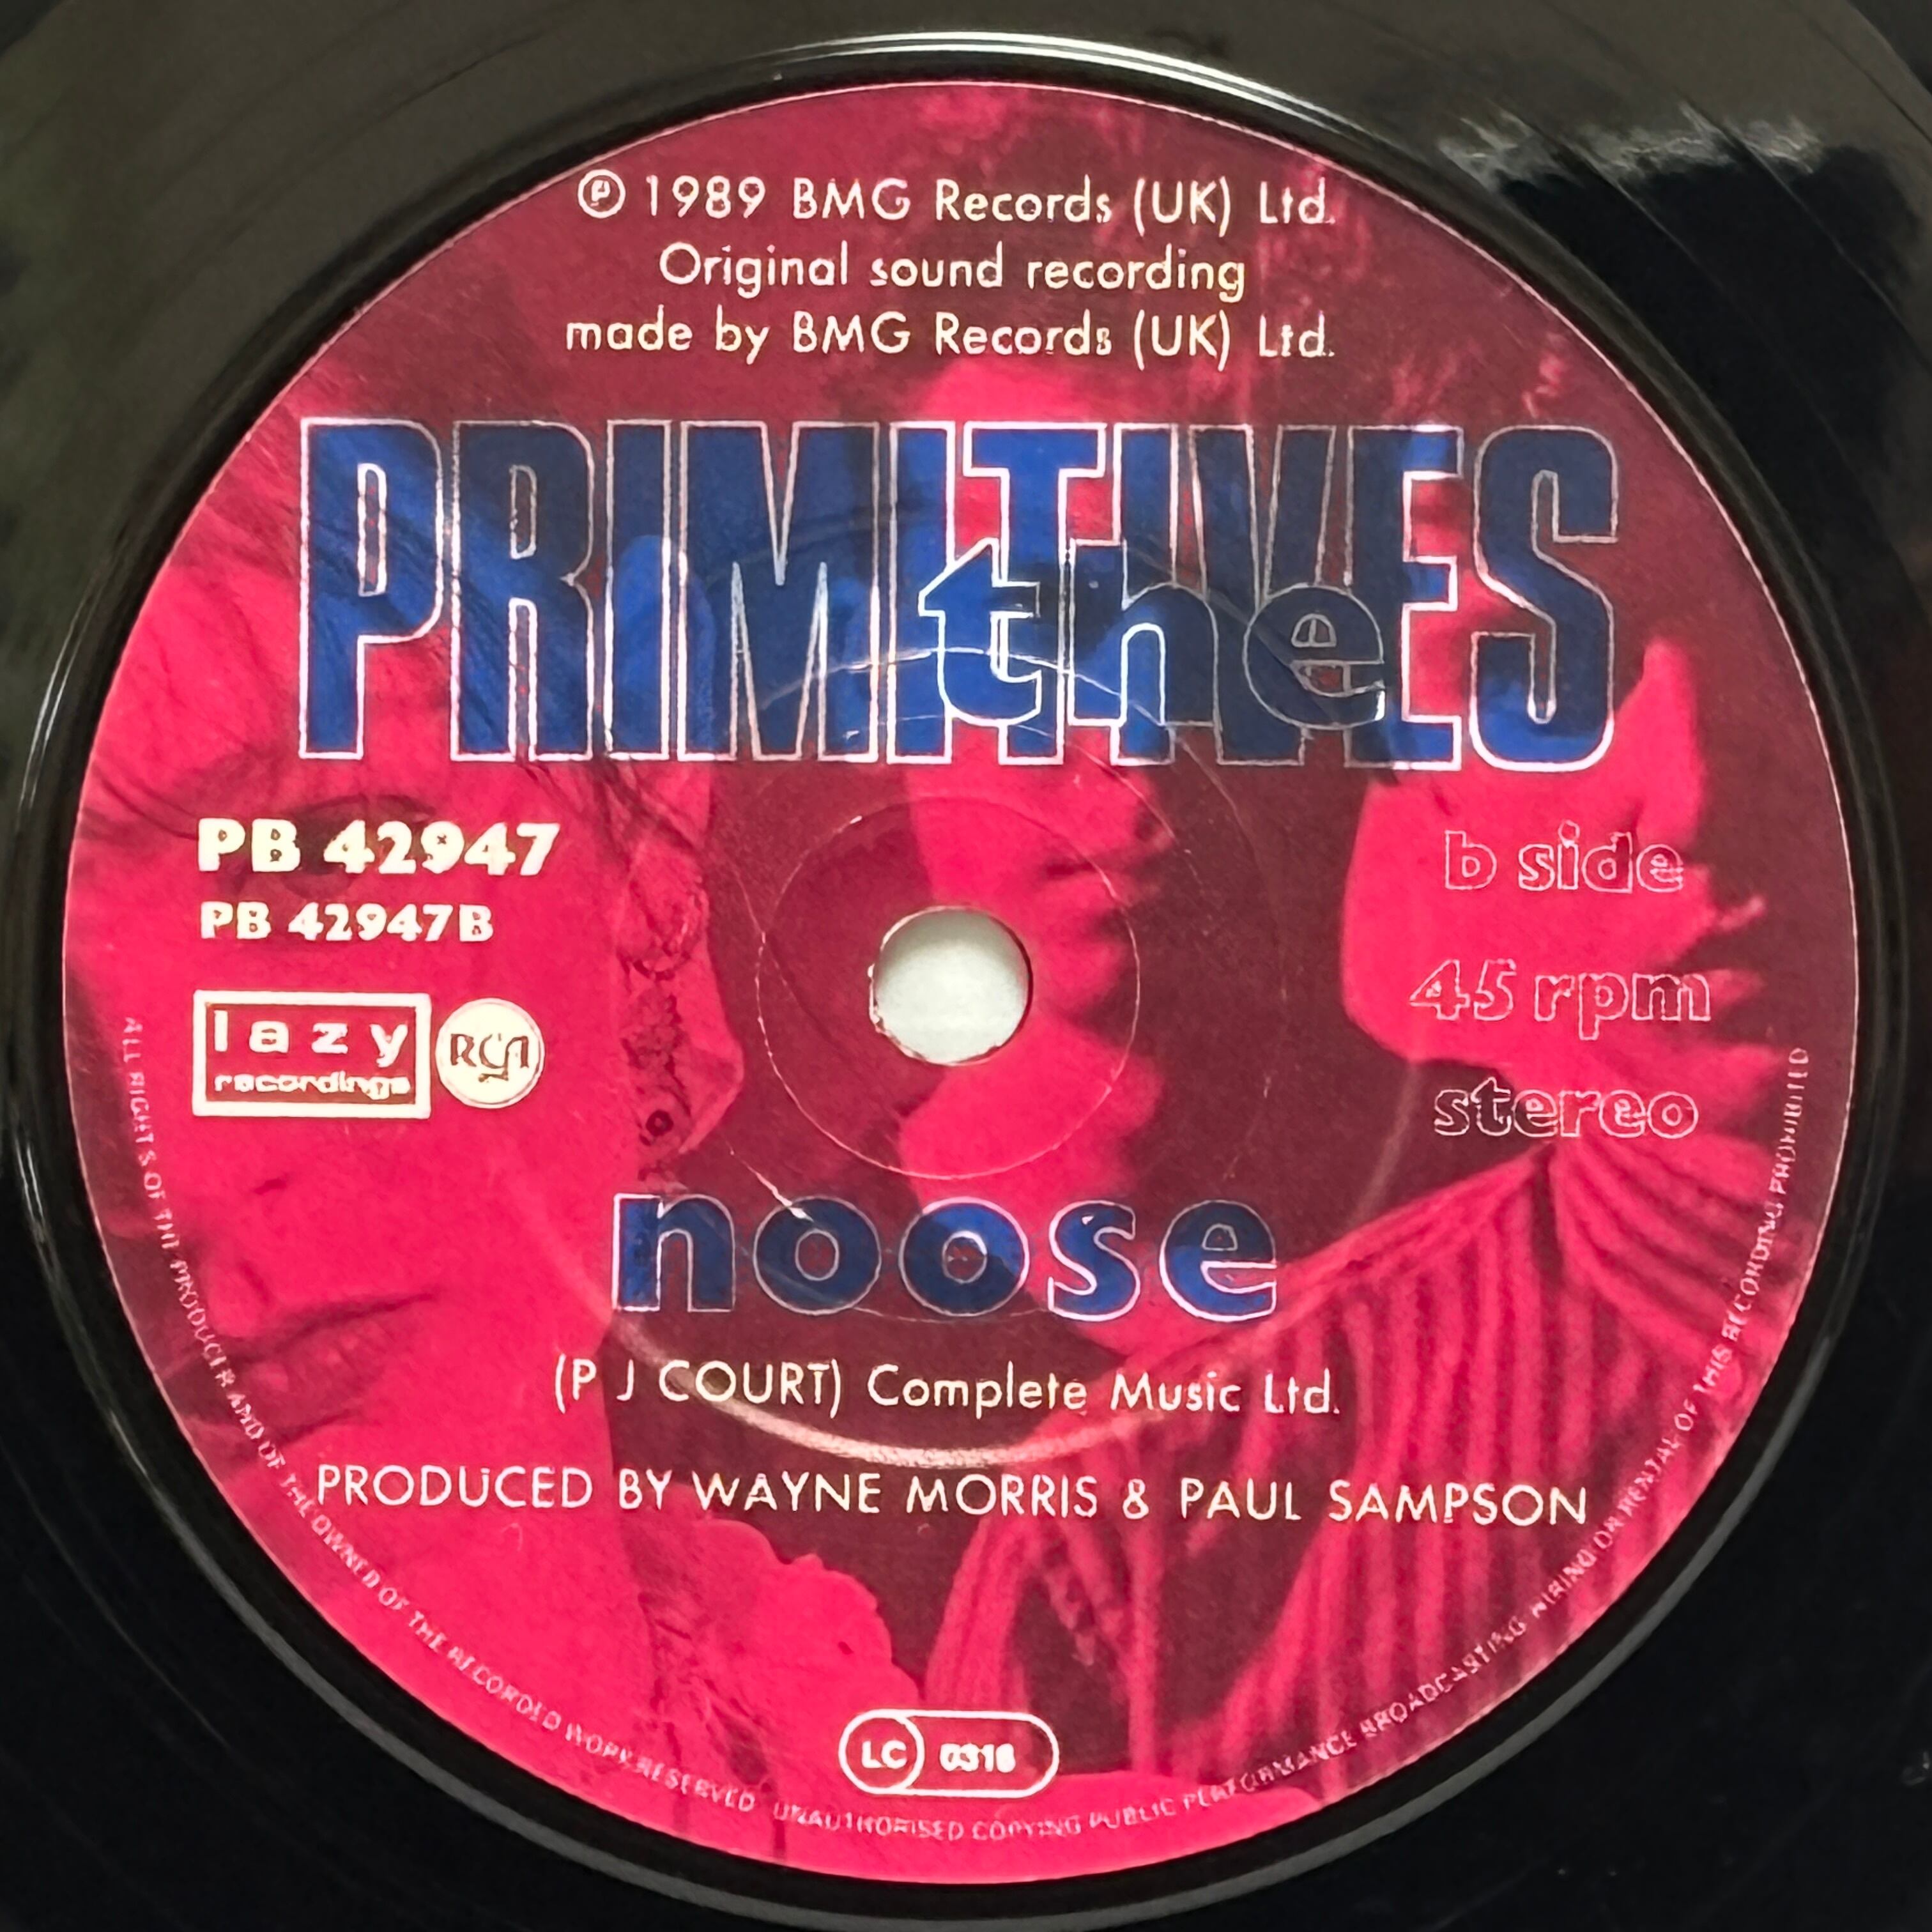 Ⓟ 1989 BMG Records (UK) Ltd.
Original sound recording
made by BMG Records (UK) Ltd.
PRIMITIVES
the
PB 42947
PB 42947B
lazy
recordings
RCA
b side
45 rpm
stereo
noose
(P J COURT) Complete Music Ltd.
PRODUCED BY WAYNE MORRIS & PAUL SAMPSON
LC 0316
ALL RIGHTS OF THE PRODUCER AND OF THE OWNER OF THE RECORDED WORK RESERVED UNAUTHORISED COPYING PUBLIC PERFORMANCE BROADCASTING HIRING OR RENTAL OF THIS RECORDING PROHIBITED